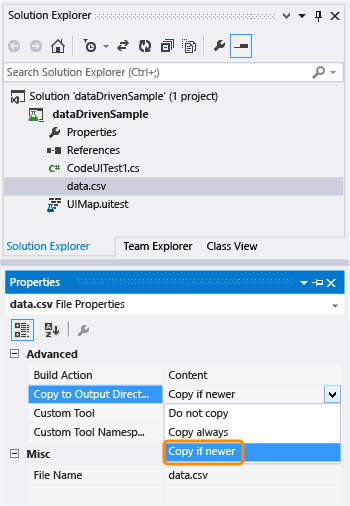 Solution Explorer
Search Solution Explorer (Ctrl+;)
Solution 'dataDrivenSample' (1 project)
dataDrivenSample
Properties
References
C# CodeUITest1.cs
data.csv
UIMap.uitest
Solution Explorer Team Explorer Class View
Properties
data.csv File Properties
Advanced
Build Action Content
Copy to Output Direct... Copy if newer
Custom Tool Do not copy
Custom Tool Namesp... Copy always
Copy if newer
Misc
File Name data.csv